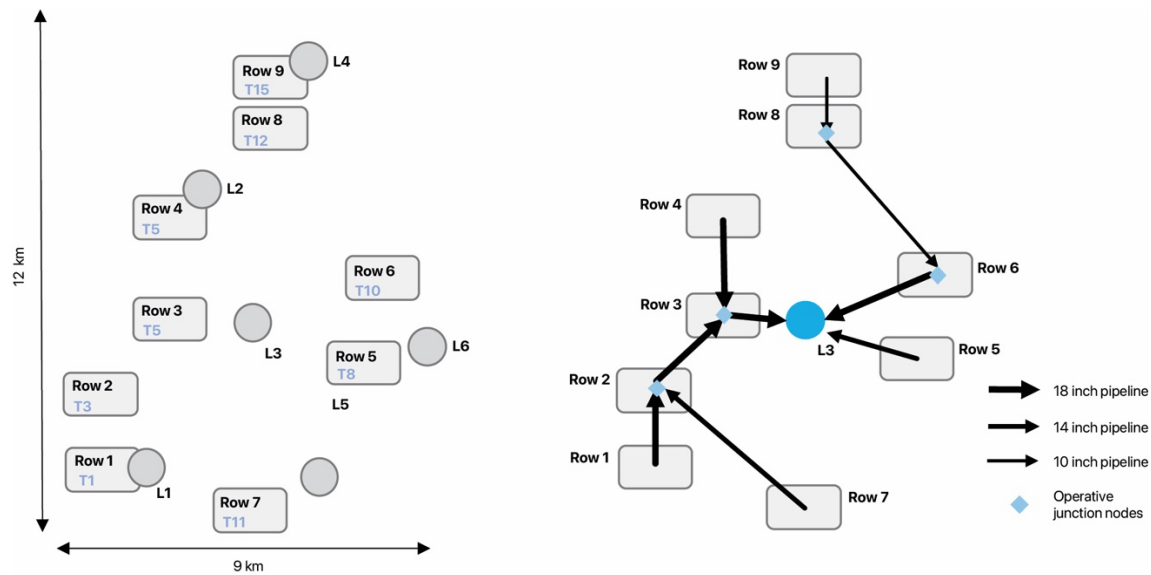 L4
Row 9
T15
Row 8
T12
L2
Row 4
T5
12 km
Row 6
T10
Row 3
T5
L3
Row 5
T8
L6
L5
Row 2
T3
Row 1
T1
L1
Row 7
T11
9 km
Row 9
Row 8
Row 4
Row 6
Row 3
L3
Row 5
Row 2
Row 1
Row 7
18 inch pipeline
14 inch pipeline
10 inch pipeline
Operative
junction nodes